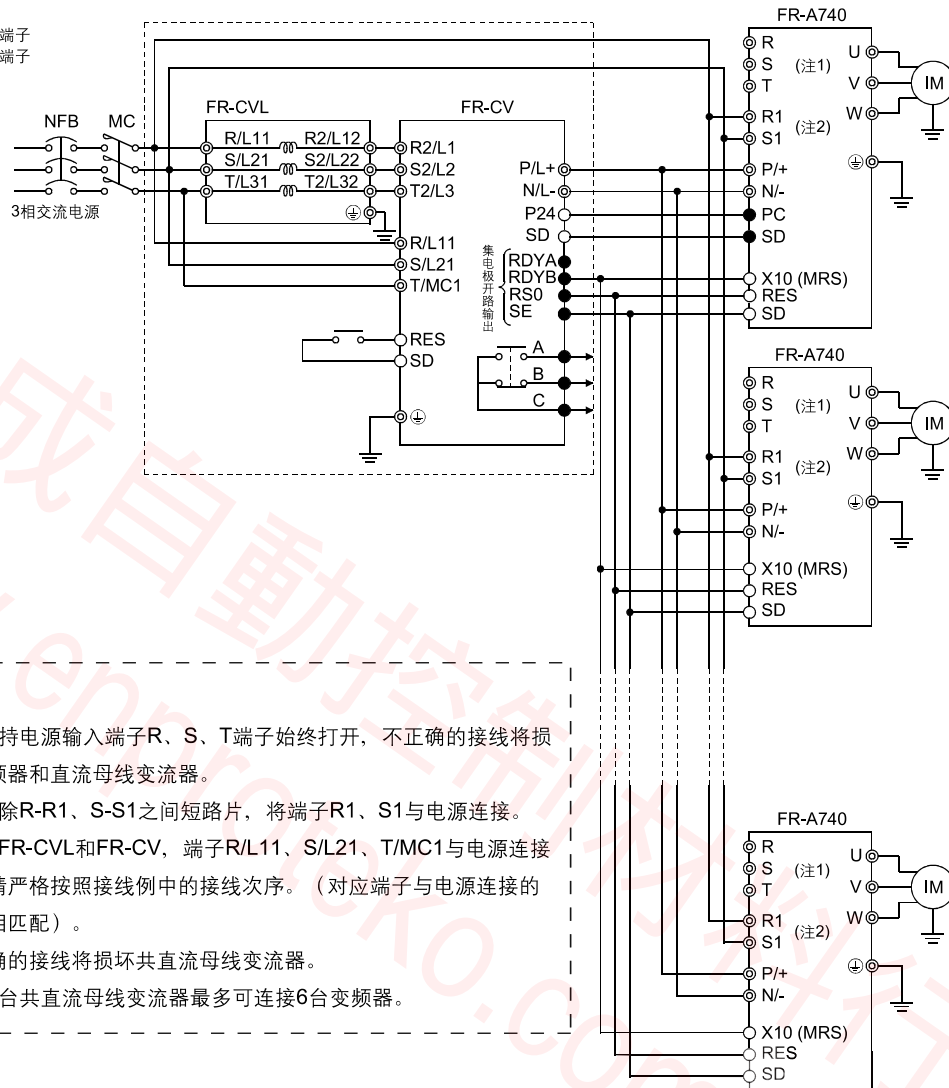 端子
端子
FR-A740
R
S
T
(注1)
R1
S1
(注2)
P/+
N/-
PC
SD
X10 (MRS)
RES
SD
U
V
W
IM
NFB
MC
3相交流电源
FR-CVL
R/L11
R2/L12
S/L21
S2/L22
T/L31
T2/L32
FR-CV
R2/L1
S2/L2
T2/L3
R/L11
S/L21
T/MC1
RES
SD
P/L+
N/L-
P24
SD
集电极开路输出
RDYA
RDYB
RS0
SE
A
B
C
FR-A740
R
S
T
(注1)
R1
S1
(注2)
P/+
N/-
X10 (MRS)
RES
SD
U
V
W
IM
持电源输入端子R、S、T端子始终打开，不正确的接线将损
频器和直流母线变流器。
除R-R1、S-S1之间短路片，将端子R1、S1与电源连接。
FR-CVL和FR-CV，端子R/L11、S/L21、T/MC1与电源连接
请严格按照接线例中的接线次序。（对应端子与电源连接的
相匹配）。
确的接线将损坏共直流母线变流器。
台共直流母线变流器最多可连接6台变频器。
FR-A740
R
S
T
(注1)
R1
S1
(注2)
P/+
N/-
X10 (MRS)
RES
SD
U
V
W
IM
成自動控制材料行
enproteko.com